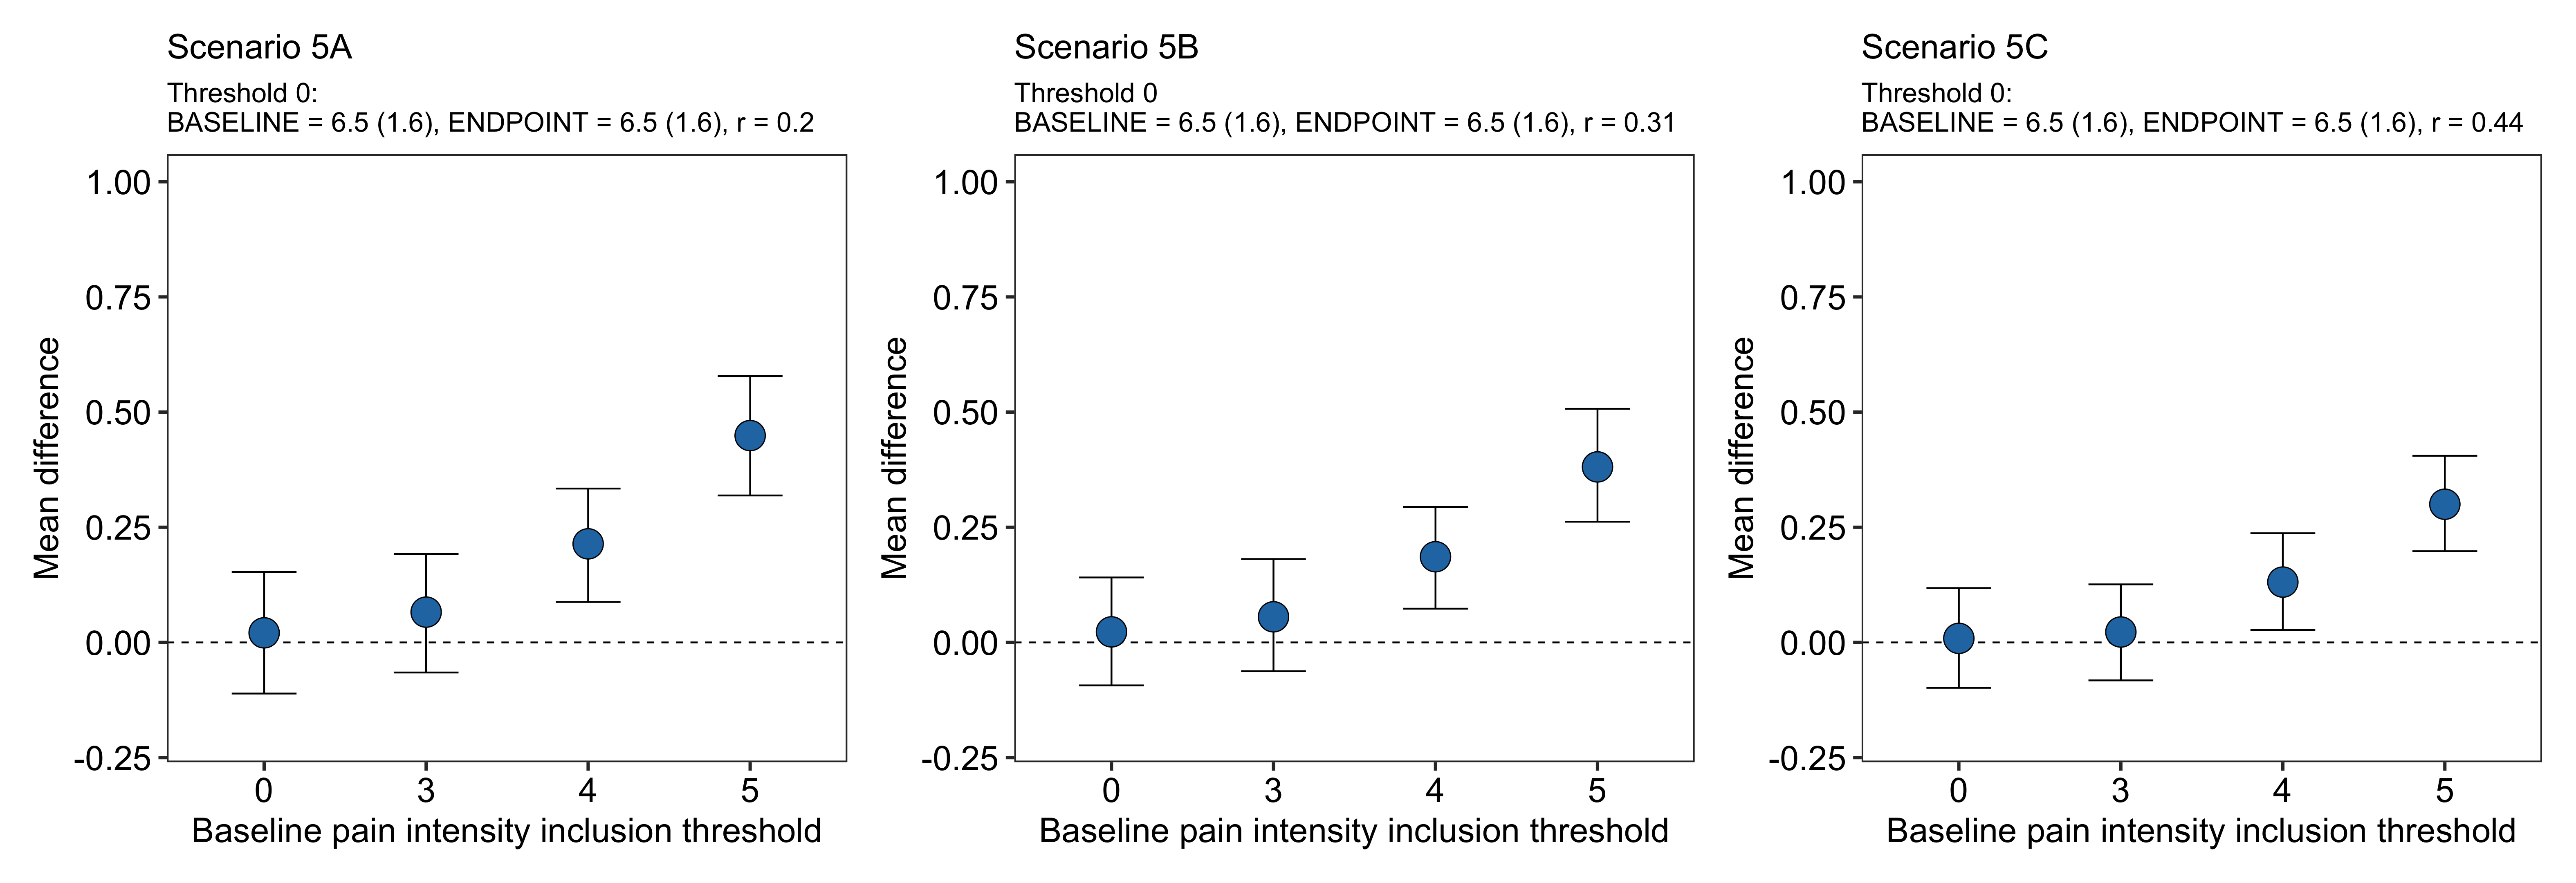 Scenario 5A
Threshold 0:
BASELINE = 6.5 (1.6), ENDPOINT = 6.5 (1.6), r = 0.2
1.00
0.75
0.50
0.25
0.00
-0.25
Mean difference
0 3 4 5
Baseline pain intensity inclusion threshold
Scenario 5B
Threshold 0
BASELINE = 6.5 (1.6), ENDPOINT = 6.5 (1.6), r = 0.31
1.00
0.75
0.50
0.25
0.00
-0.25
Mean difference
0 3 4 5
Baseline pain intensity inclusion threshold
Scenario 5C
Threshold 0:
BASELINE = 6.5 (1.6), ENDPOINT = 6.5 (1.6), r = 0.44
1.00
0.75
0.50
0.25
0.00
-0.25
Mean difference
0 3 4 5
Baseline pain intensity inclusion threshold